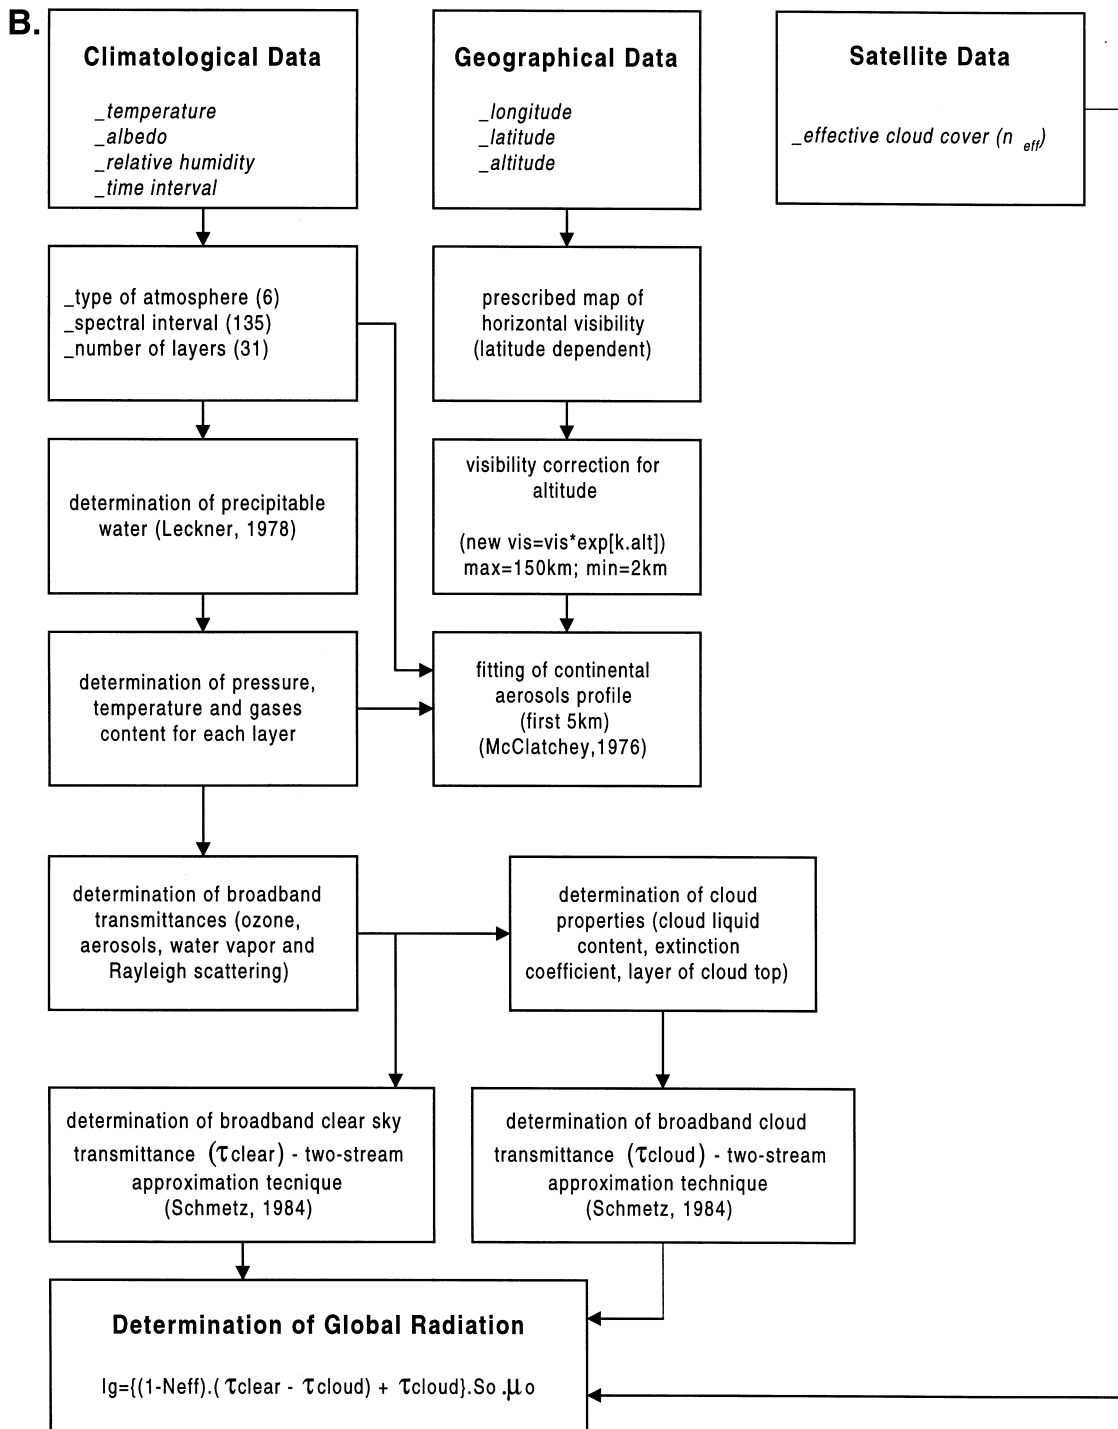 B.
Climatological Data
_temperature
_albedo
_relative humidity
_time interval
Geographical Data
_longitude
_latitude
_altitude
Satellite Data
_effective cloud cover (n eff)
_type of atmosphere (6)
_spectral interval (135)
_number of layers (31)
prescribed map of
horizontal visibility
(latitude dependent)
determination of precipitable
water (Leckner, 1978)
visibility correction for
altitude
(new vis=vis*exp[k.alt])
max=150km; min=2km
determination of pressure,
temperature and gases
content for each layer
fitting of continental
aerosols profile
(first 5km)
(McClatchey,1976)
determination of broadband
transmittances (ozone,
aerosols, water vapor and
Rayleigh scattering)
determination of cloud
properties (cloud liquid
content, extinction
coefficient, layer of cloud top)
determination of broadband clear sky
transmittance (τclear) - two-stream
approximation tecnique
(Schmetz, 1984)
determination of broadband cloud
transmittance (τcloud) - two-stream
approximation technique
(Schmetz, 1984)
Determination of Global Radiation
Ig={(1-Neff).(τclear - τcloud) + τcloud}.So.μo